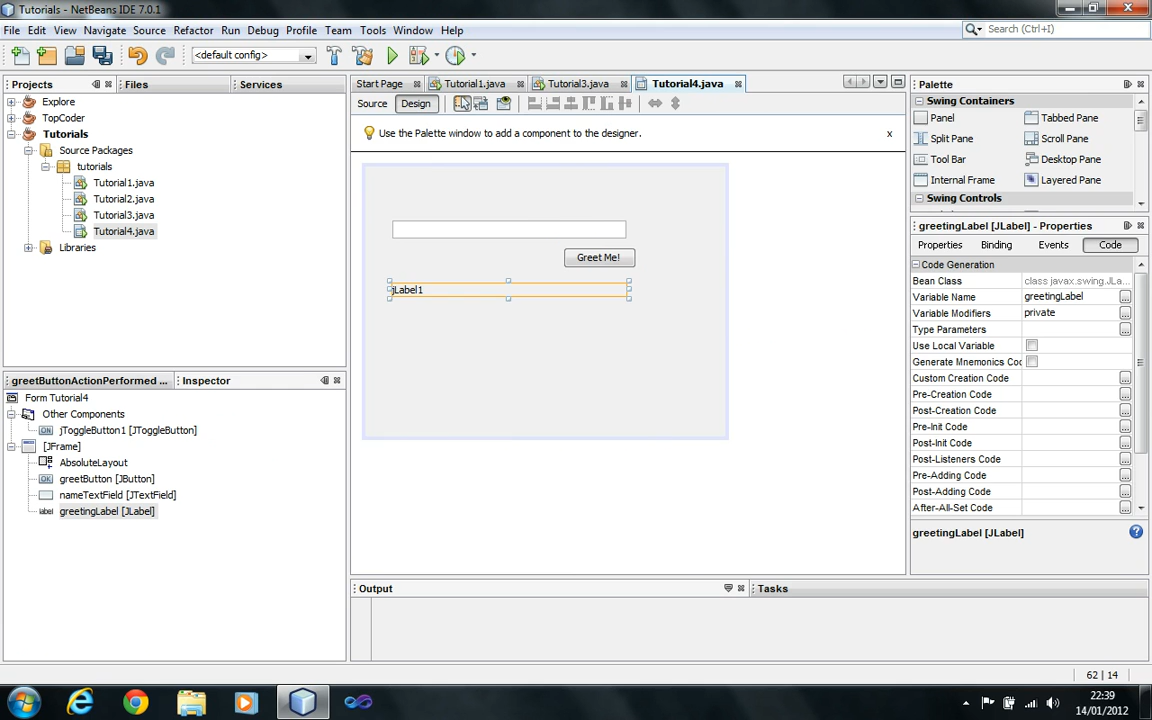 Tutorials - NetBeans IDE 7.0.1
File Edit View Navigate Source Refactor Run Debug Profile Team Tools Window Help
Search (Ctrl+I)
<default config>
Projects
Files
Services
Explore
TopCoder
Tutorials
Source Packages
tutorials
Tutorial1.java
Tutorial2.java
Tutorial3.java
Tutorial4.java
Libraries
greetButtonActionPerformed ...
Inspector
Form Tutorial4
Other Components
jToggleButton1 [JToggleButton]
[JFrame]
AbsoluteLayout
greetButton [JButton]
nameTextField [JTextField]
greetingLabel [JLabel]
Start Page
Tutorial1.java
Tutorial3.java
Tutorial4.java
Source
Design
Use the Palette window to add a component to the designer.
x
Greet Me!
jLabel1
Output
Tasks
Palette
Swing Containers
Panel
Tabbed Pane
Split Pane
Scroll Pane
Tool Bar
Desktop Pane
Internal Frame
Layered Pane
Swing Controls
greetingLabel [JLabel] - Properties
Properties
Binding
Events
Code
Code Generation
Bean Class class javax.swing.JLa...
Variable Name greetingLabel ...
Variable Modifiers private ...
Type Parameters ...
Use Local Variable
Generate Mnemonics Coc
Custom Creation Code ...
Pre-Creation Code ...
Post-Creation Code ...
Pre-Init Code ...
Post-Init Code ...
Post-Listeners Code ...
Pre-Adding Code ...
Post-Adding Code ...
After-All-Set Code ...
greetingLabel [JLabel]
62 | 14
22:39
14/01/2012